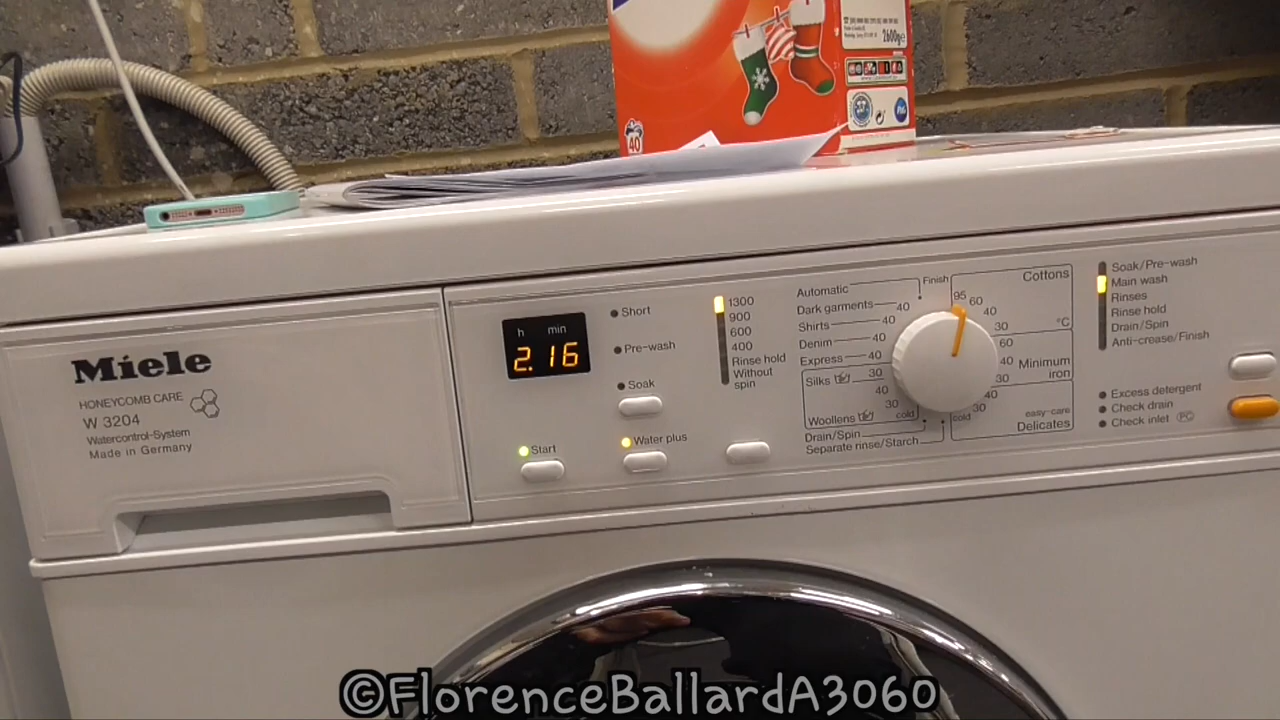 2600g℮
40
P&G
Miele
HONEYCOMB CARE
W 3204
Watercontrol-System
Made in Germany
h min
2.16
Short
Pre-wash
Soak
Start
Water plus
1300
900
600
400
Rinse hold
Without
spin
Automatic
Finish
Cottons
Dark garments 40
Shirts 40
Denim 40
Express 40
Silks 30
40
Woollens 30
cold
Drain/Spin
Separate rinse/Starch
95
60
40
30 °C
60
40 Minimum
30 iron
40
30 easy-care
cold Delicates
Soak/Pre-wash
Main wash
Rinses
Rinse hold
Drain/Spin
Anti-crease/Finish
Excess detergent
Check drain
Check inlet PC
©FlorenceBallardA3060